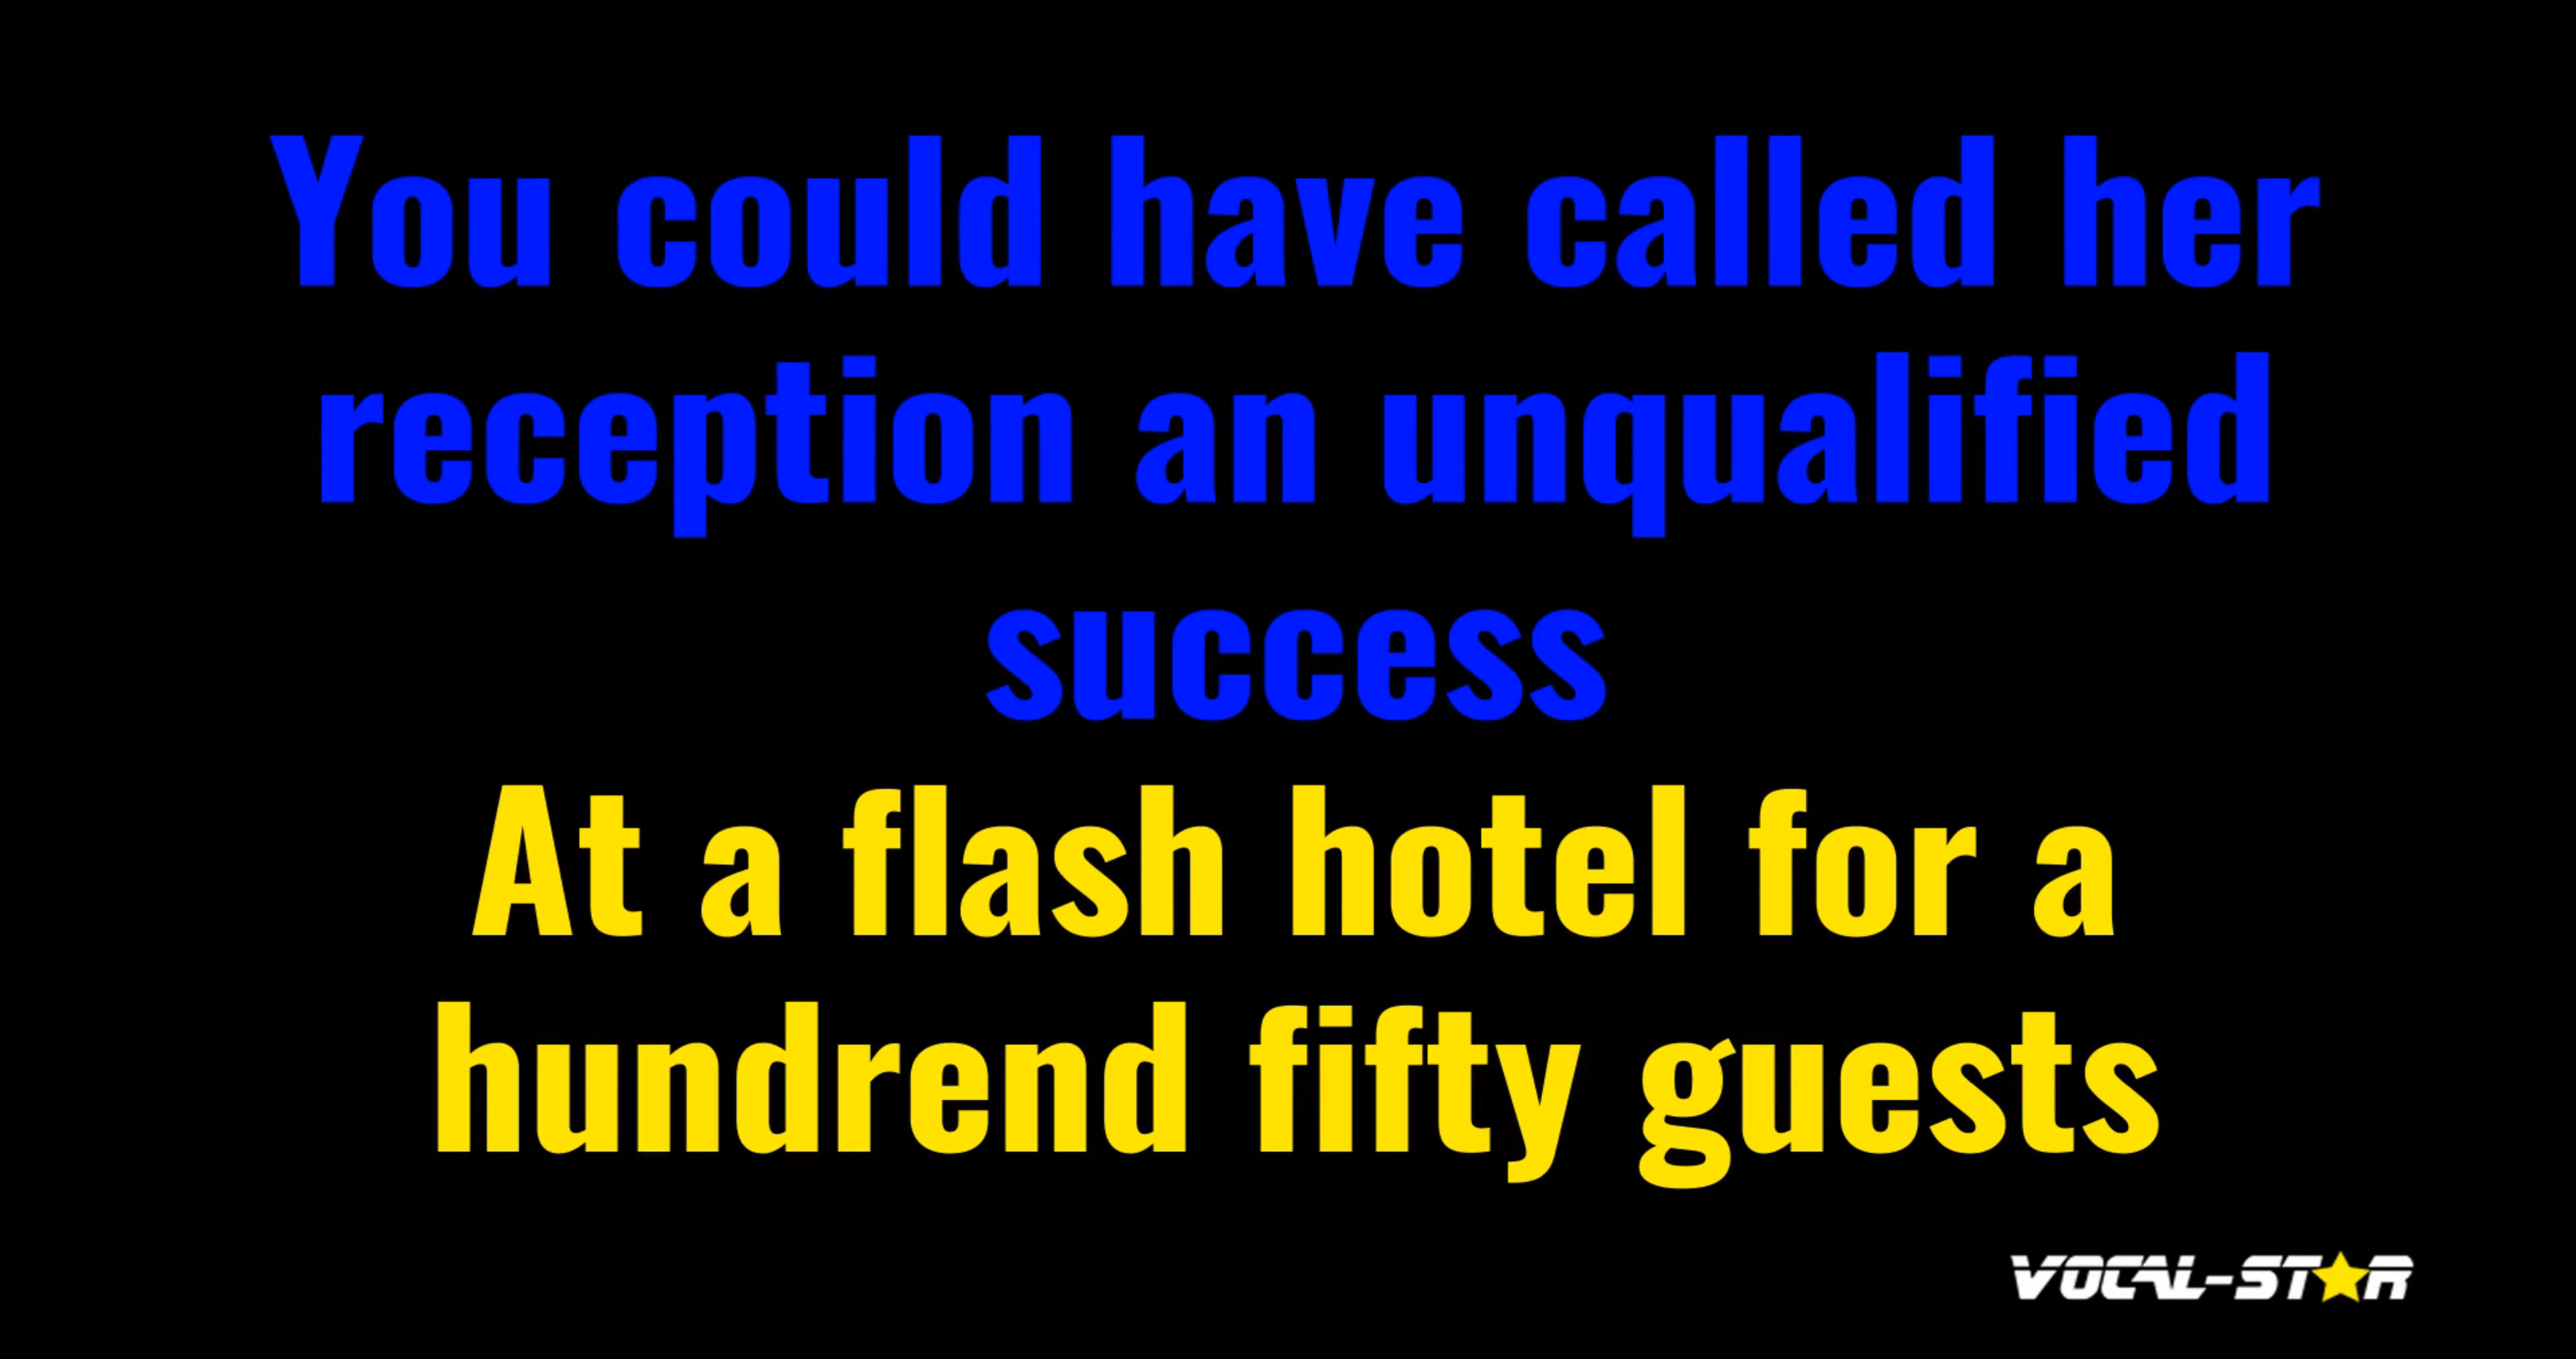 You could have called her
reception an unqualified
success
At a flash hotel for a
hundrend fifty guests
VOCAL-STAR